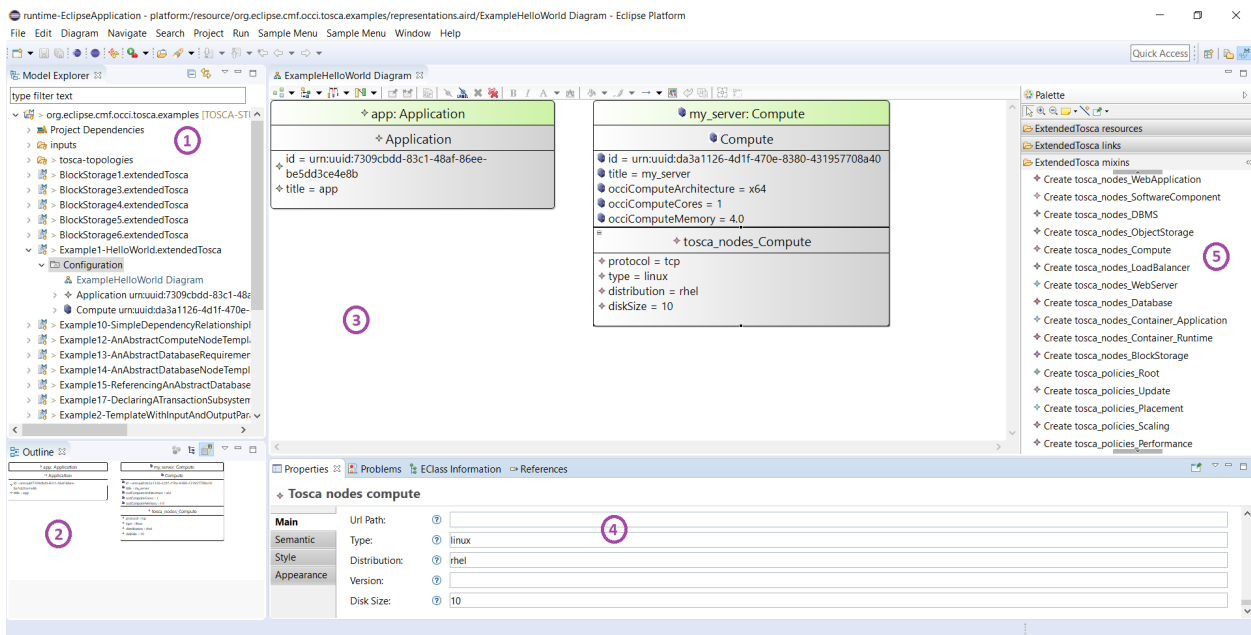 runtime-EclipseApplication - platform:/resource/org.eclipse.cmf.occi.tosca.examples/representations.aird/ExampleHelloWorld Diagram - Eclipse Platform
File Edit Diagram Navigate Search Project Run Sample Menu Sample Menu Window Help
Quick Access
Model Explorer
type filter text
> org.eclipse.cmf.occi.tosca.examples [TOSCA-STU
Project Dependencies
1
inputs
> tosca-topologies
> BlockStorage1.extendedTosca
> BlockStorage3.extendedTosca
> BlockStorage4.extendedTosca
> BlockStorage5.extendedTosca
> BlockStorage6.extendedTosca
> Example1-HelloWorld.extendedTosca
Configuration
ExampleHelloWorld Diagram
Application urn:uuid:7309cbdd-83c1-48a
Compute urn:uuid:da3a1126-4d1f-470e-
> Example10-SimpleDependencyRelationshipI
> Example12-AnAbstractComputeNodeTempl
> Example13-AnAbstractDatabaseRequiremer
> Example14-AnAbstractDatabaseNodeTempl
> Example15-ReferencingAnAbstractDatabase
> Example17-DeclaringATransactionSubsystem
> Example2-TemplateWithInputAndOutputPar
Outline
app: Application
Application
my_server: Compute
Compute
tosca_nodes_Compute
2
ExampleHelloWorld Diagram
B I A
app: Application
Application
id = urn:uuid:7309cbdd-83c1-48af-86ee-
be5dd3ce4e8b
title = app
my_server: Compute
Compute
id = urn:uuid:da3a1126-4d1f-470e-8380-431957708a40
title = my_server
occiComputeArchitecture = x64
occiComputeCores = 1
occiComputeMemory = 4.0
tosca_nodes_Compute
protocol = tcp
type = linux
distribution = rhel
diskSize = 10
3
Palette
ExtendedTosca resources
ExtendedTosca links
ExtendedTosca mixins
Create tosca_nodes_WebApplication
Create tosca_nodes_SoftwareComponent
Create tosca_nodes_DBMS
Create tosca_nodes_ObjectStorage
Create tosca_nodes_Compute
5
Create tosca_nodes_LoadBalancer
Create tosca_nodes_WebServer
Create tosca_nodes_Database
Create tosca_nodes_Container_Application
Create tosca_nodes_Container_Runtime
Create tosca_nodes_BlockStorage
Create tosca_policies_Root
Create tosca_policies_Update
Create tosca_policies_Placement
Create tosca_policies_Scaling
Create tosca_policies_Performance
Properties Problems EClass Information References
Tosca nodes compute
Main
Semantic
Style
Appearance
Url Path:
4
Type: linux
Distribution: rhel
Version:
Disk Size: 10